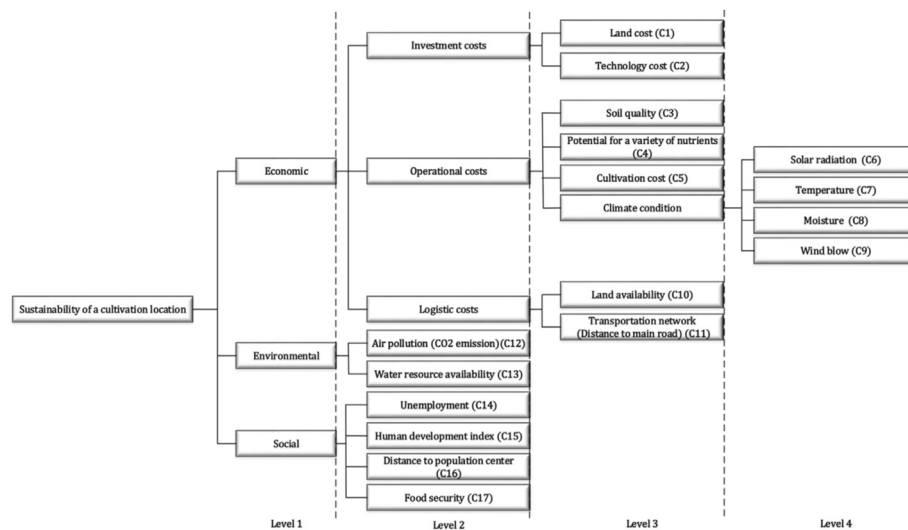 Land cost (C1)
Investment costs
Technology cost (C2)
Soil quality (C3)
Potential for a variety of nutrients
(C4)
Solar radiation (C6)
Economic
Operational costs
Cultivation cost (C5)
Temperature (C7)
Climate condition
Moisture (C8)
Wind blow (C9)
Land availability (C10)
Sustainability of a cultivation location
Logistic costs
Transportation network
(Distance to main road) (C11)
Air pollution (CO2 emission)(C12)
Environmental
Water resource availability (C13)
Unemployment (C14)
Human development index (C15)
Social
Distance to population center
(C16)
Food security (C17)
Level 1
Level 2
Level 3
Level 4